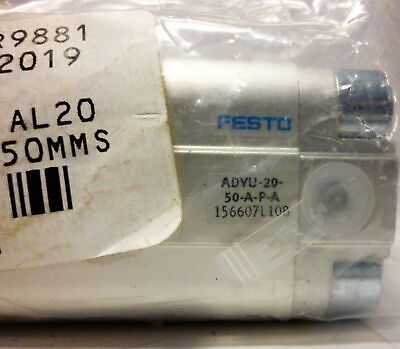 R9881
2019
AL20
50MMS
FESTO
ADVU-20-
50-A-P-A
156607L108